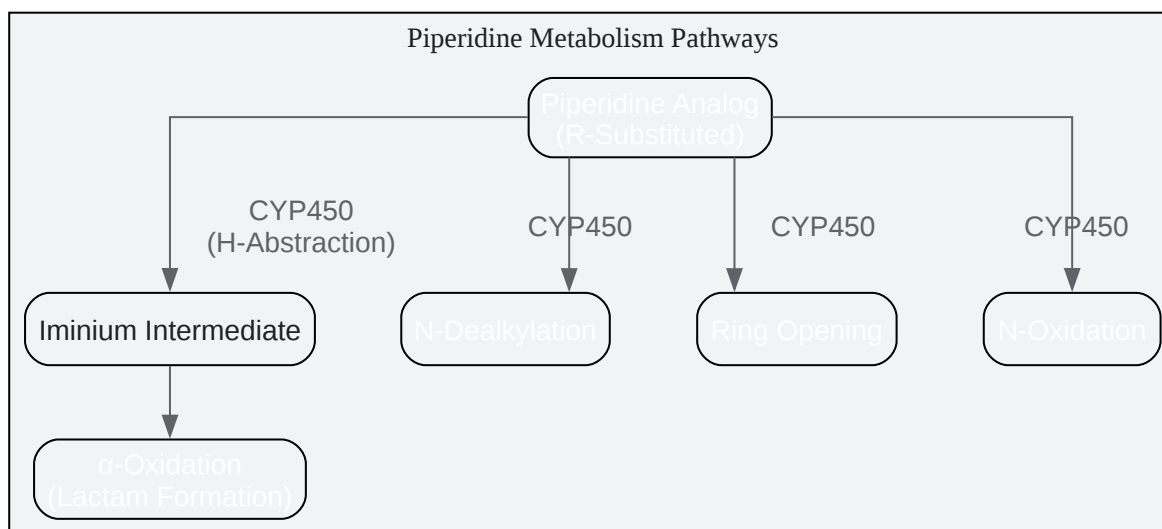 Piperidine Metabolism Pathways
Piperidine Analog
(R-Substituted)
CYP450
(H-Abstraction)
CYP450
CYP450
CYP450
Iminium Intermediate
N-Dealkylation
Ring Opening
N-Oxidation
α-Oxidation
(Lactam Formation)